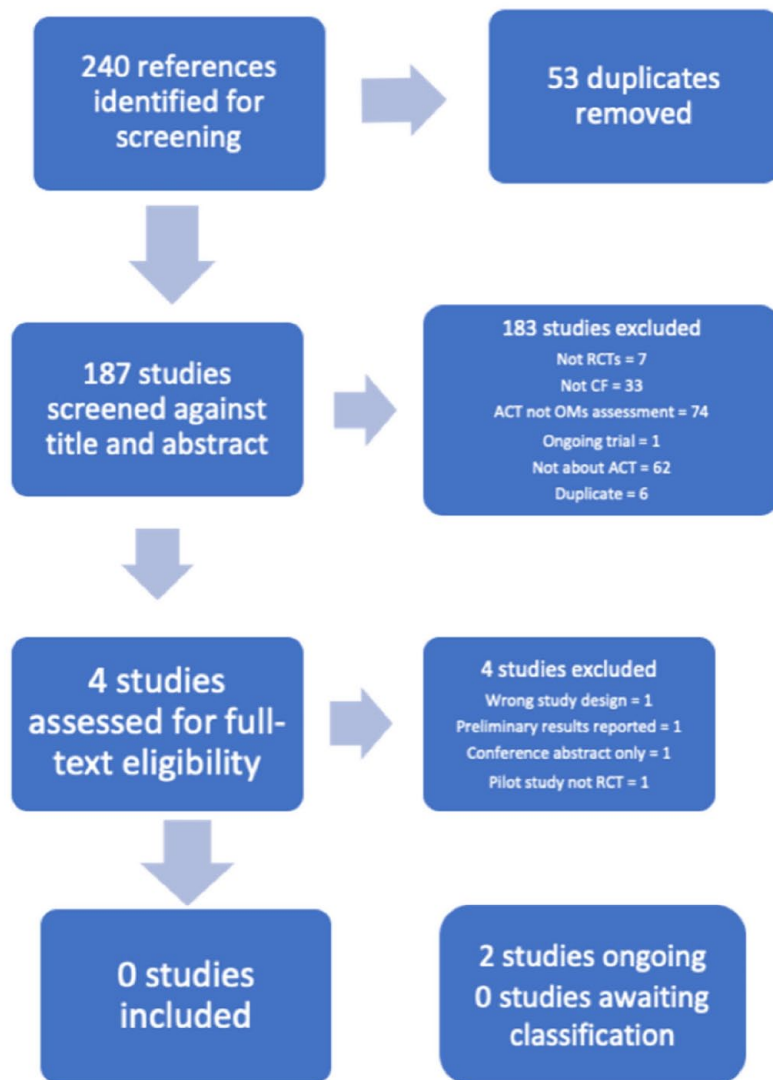 240 references
identified for
screening
53 duplicates
removed
187 studies
screened against
title and abstract
183 studies excluded
Not RCTs = 7
Not CF = 33
ACT not OMs assessment = 74
Ongoing trial = 1
Not about ACT = 62
Duplicate = 6
4 studies
assessed for full-
text eligibility
4 studies excluded
Wrong study design = 1
Preliminary results reported = 1
Conference abstract only = 1
Pilot study not RCT = 1
0 studies
included
2 studies ongoing
0 studies awaiting
classification